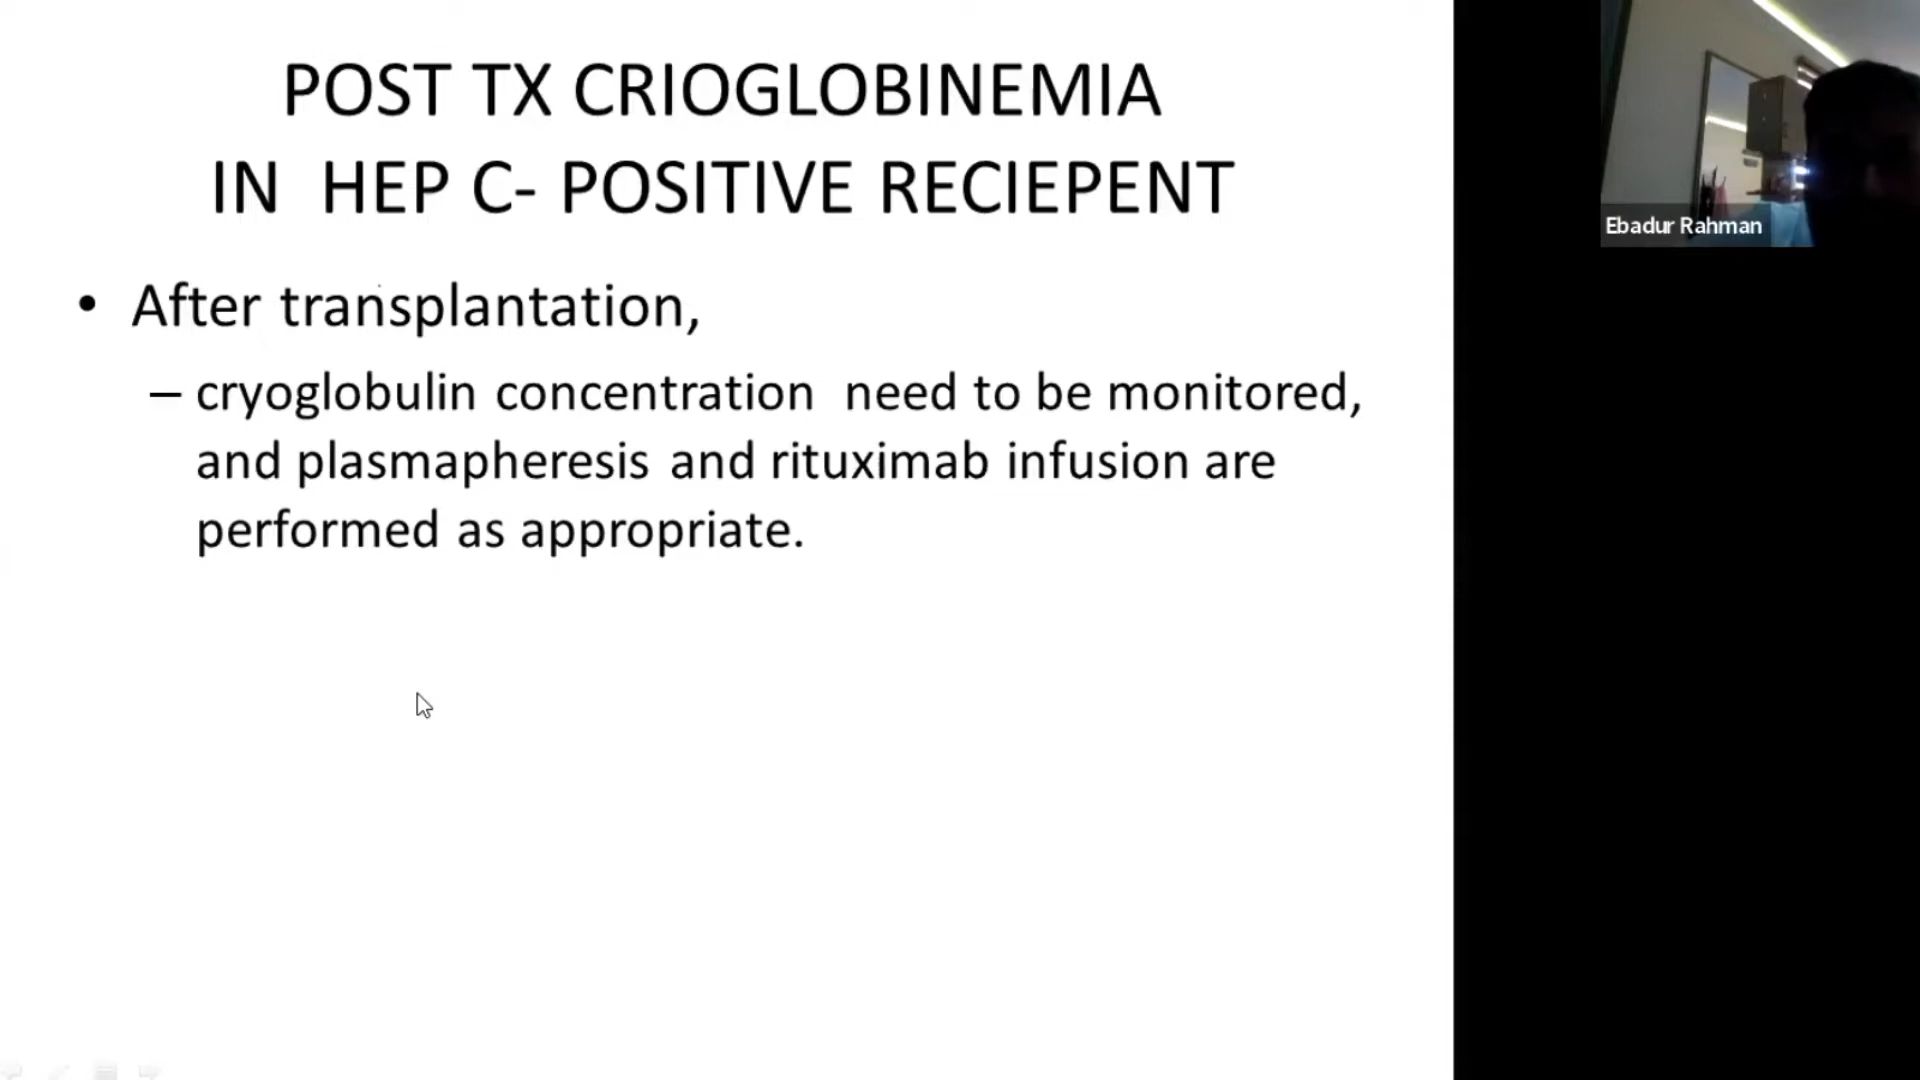 POST TX CRIOGLOBINEMIA
IN HEP C- POSITIVE RECIEPENT
• After transplantation,
– cryoglobulin concentration need to be monitored,
and plasmapheresis and rituximab infusion are
performed as appropriate.
Ebadur Rahman